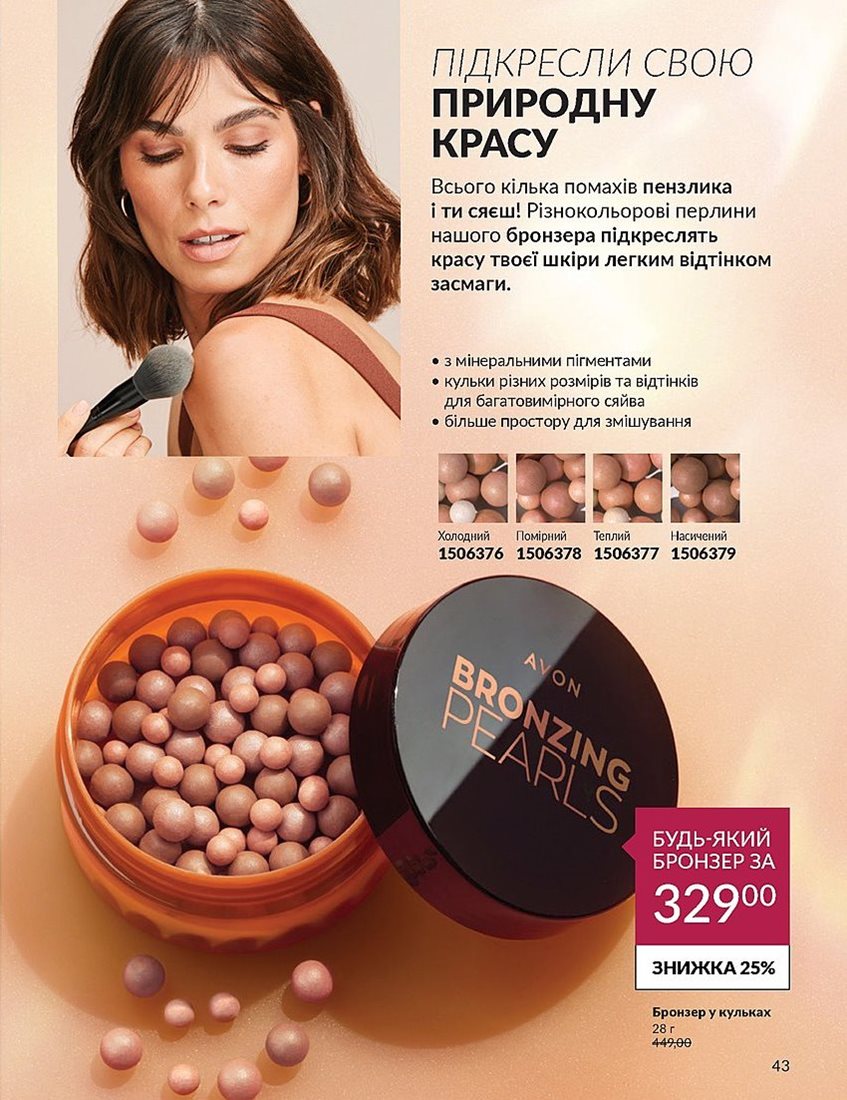 ПІДКРЕСЛИ СВОЮ
ПРИРОДНУ
КРАСУ
Всього кілька помахів пензлика
і ти сяєш! Різнокольорові перлини
нашого бронзера підкреслять
красу твоєї шкіри легким відтінком
засмаги.
• з мінеральними пігментами
• кульки різних розмірів та відтінків
для багатовимірного сяйва
• більше простору для змішування
Холодний
1506376
Помірний
1506378
Теплий
1506377
Насичений
1506379
AVON
BRONZING
PEARLS
БУДЬ-ЯКИЙ
БРОНЗЕР ЗА
32900
ЗНИЖКА 25%
Бронзер у кульках
28 г
449,00
43